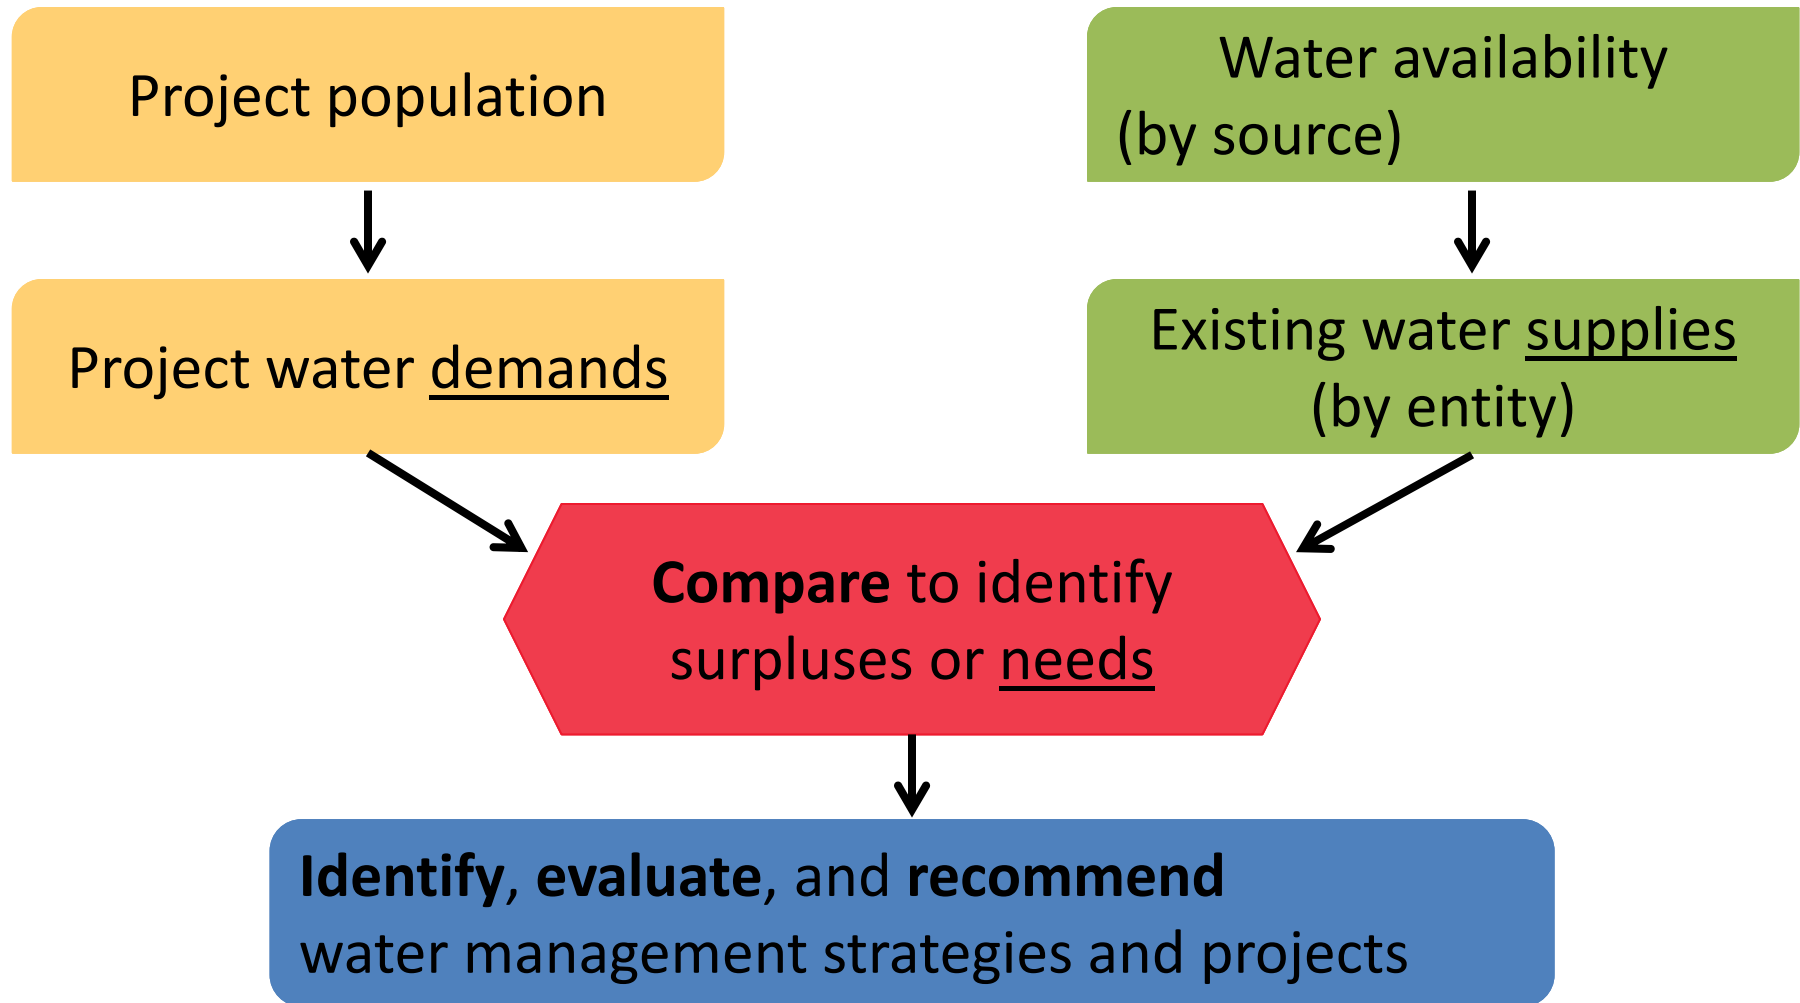 Project population
Water availability
(by source)
Project water demands
Existing water supplies
(by entity)
Compare to identify
surpluses or needs
Identify, evaluate, and recommend
water management strategies and projects